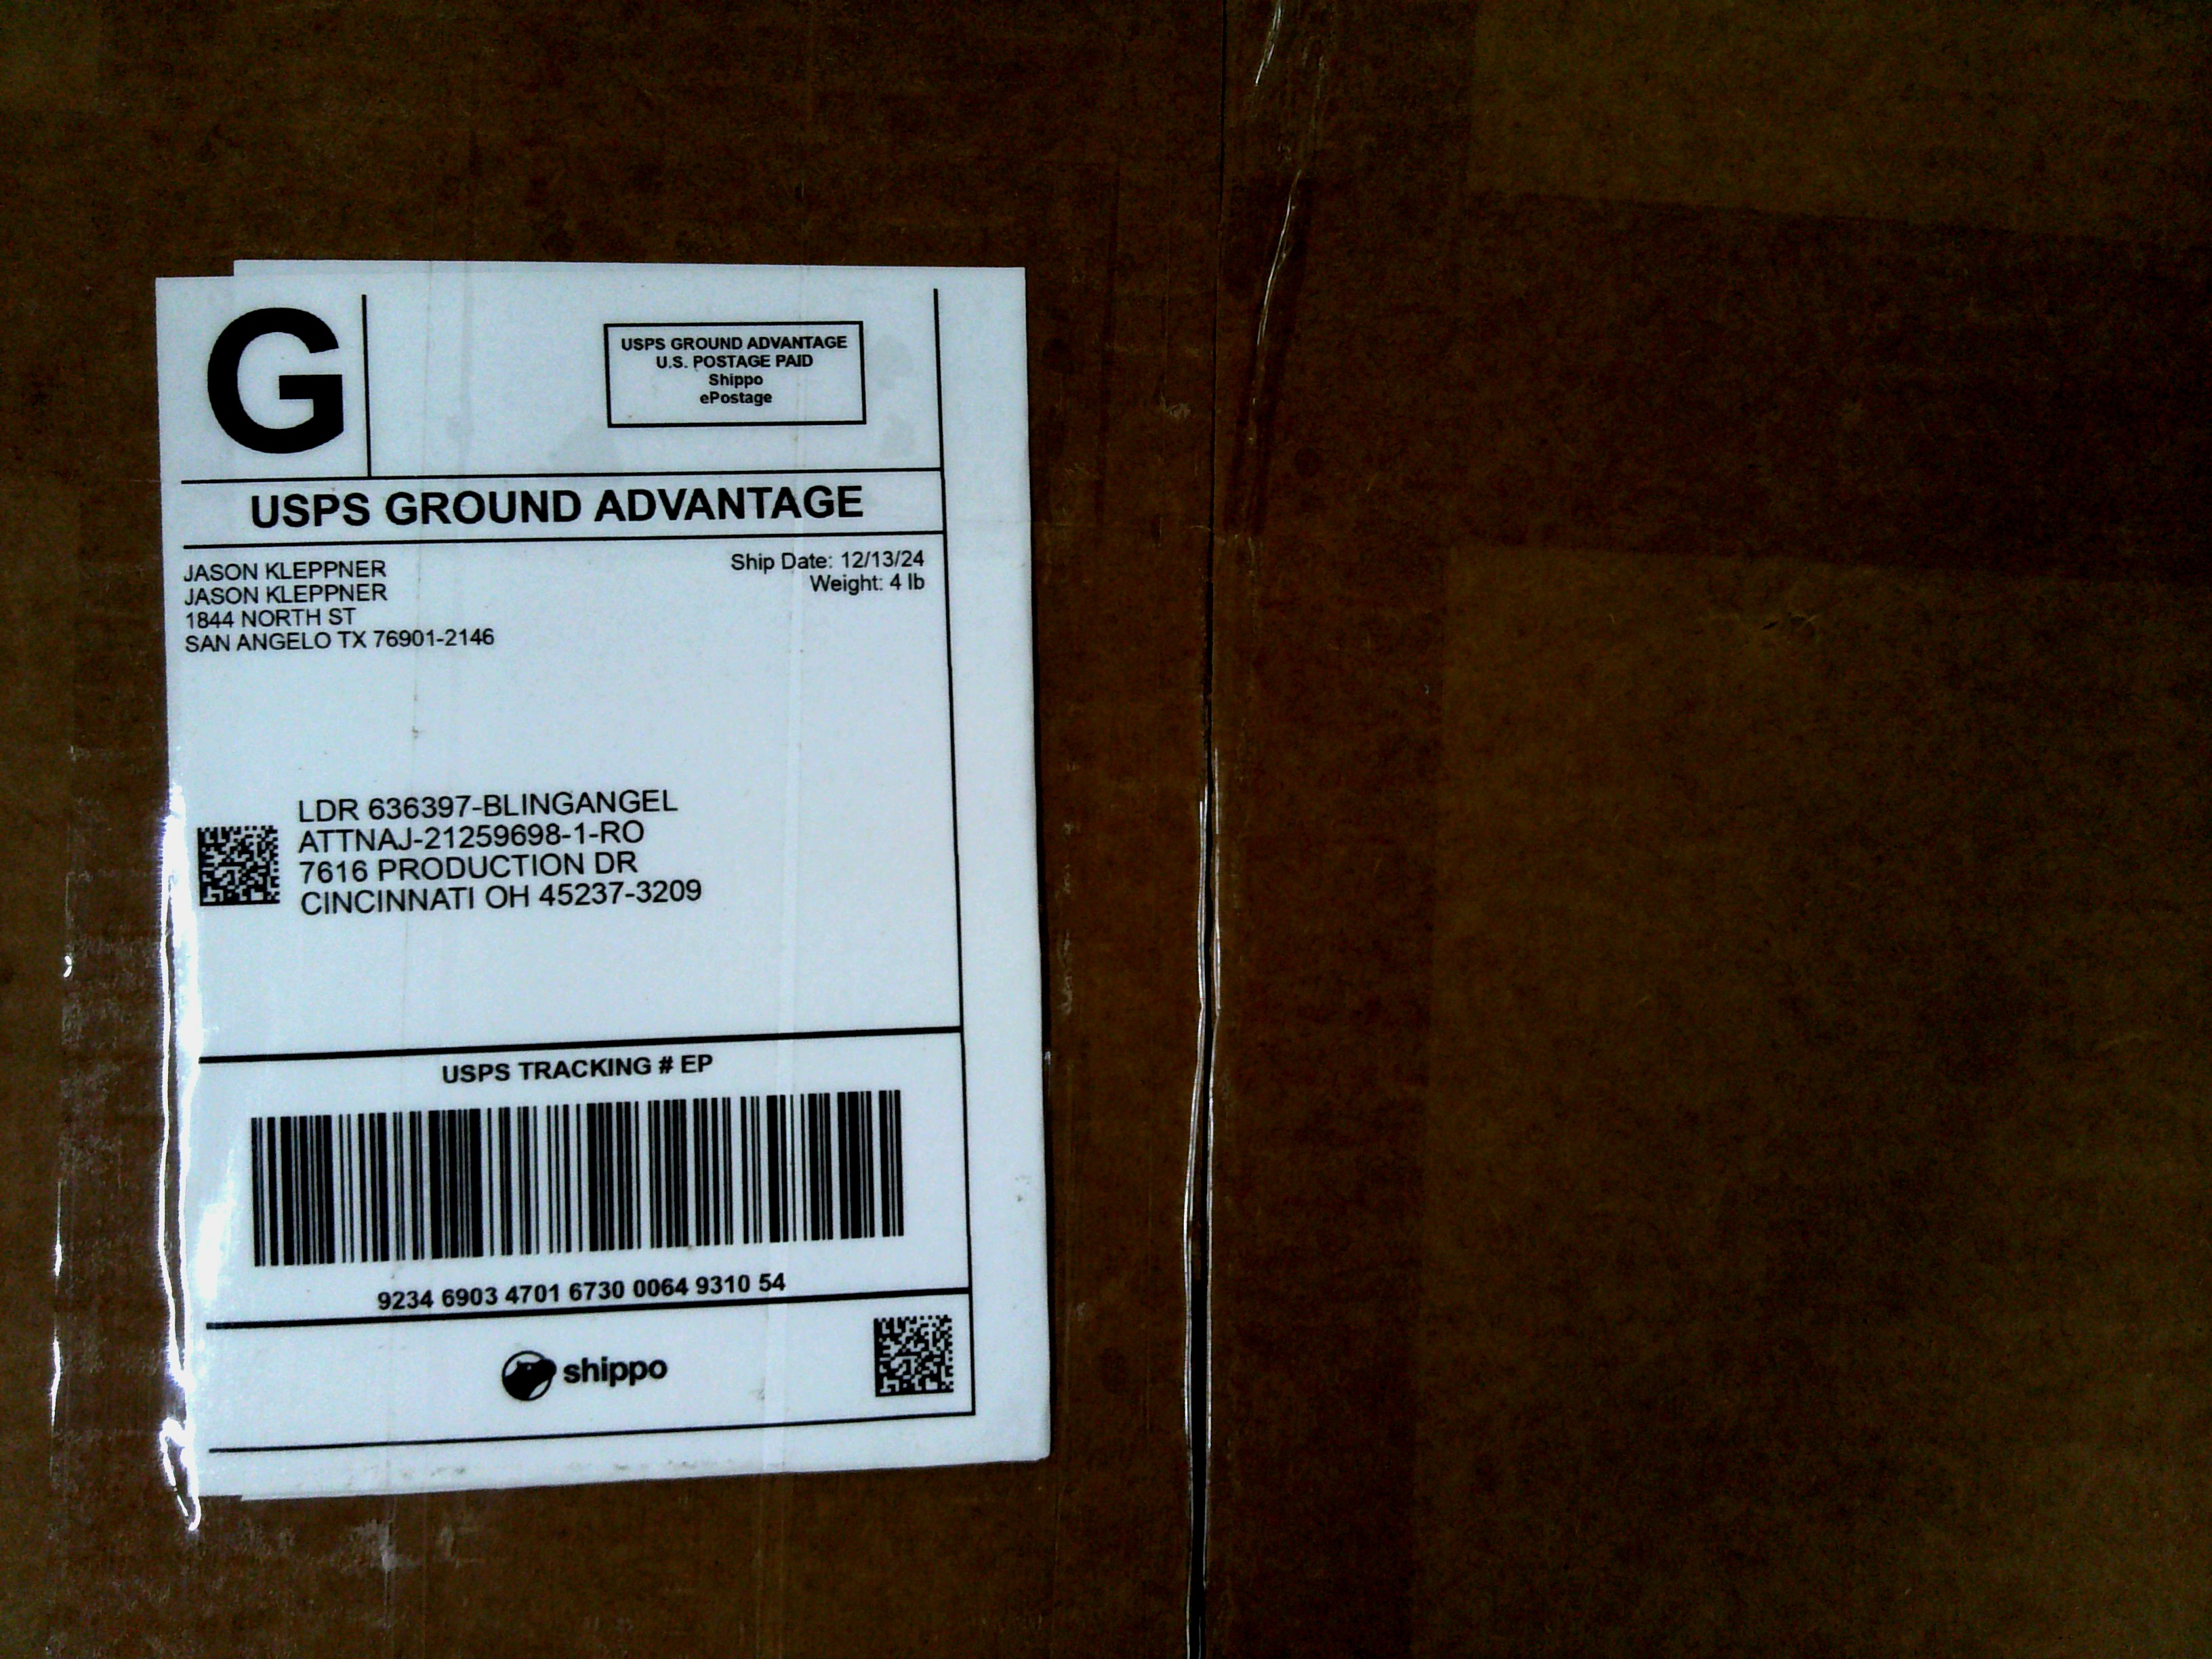 G
USPS GROUND ADVANTAGE
U.S. POSTAGE PAID
Shippo
ePostage
USPS GROUND ADVANTAGE
JASON KLEPPNER
JASON KLEPPNER
1844 NORTH ST
SAN ANGELO TX 76901-2146
Ship Date: 12/13/24
Weight: 4 lb
LDR 636397-BLINGANGEL
ATTNAJ-21259698-1-RO
7616 PRODUCTION DR
CINCINNATI OH 45237-3209
USPS TRACKING # EP
9234 6903 4701 6730 0064 9310 54
shippo